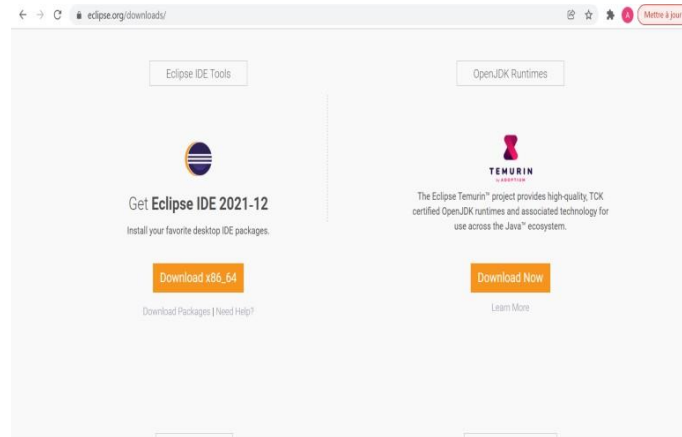 eclipse.org/downloads/
A
Mettre à jour
Eclipse IDE Tools
Get Eclipse IDE 2021-12
Install your favorite desktop IDE packages.
Download x86_64
Download Packages | Need Help?
OpenJDK Runtimes
TEMURIN
by ADOPTIUM
The Eclipse Temurin™ project provides high-quality, TCK
certified OpenJDK runtimes and associated technology for
use across the Java™ ecosystem.
Download Now
Learn More